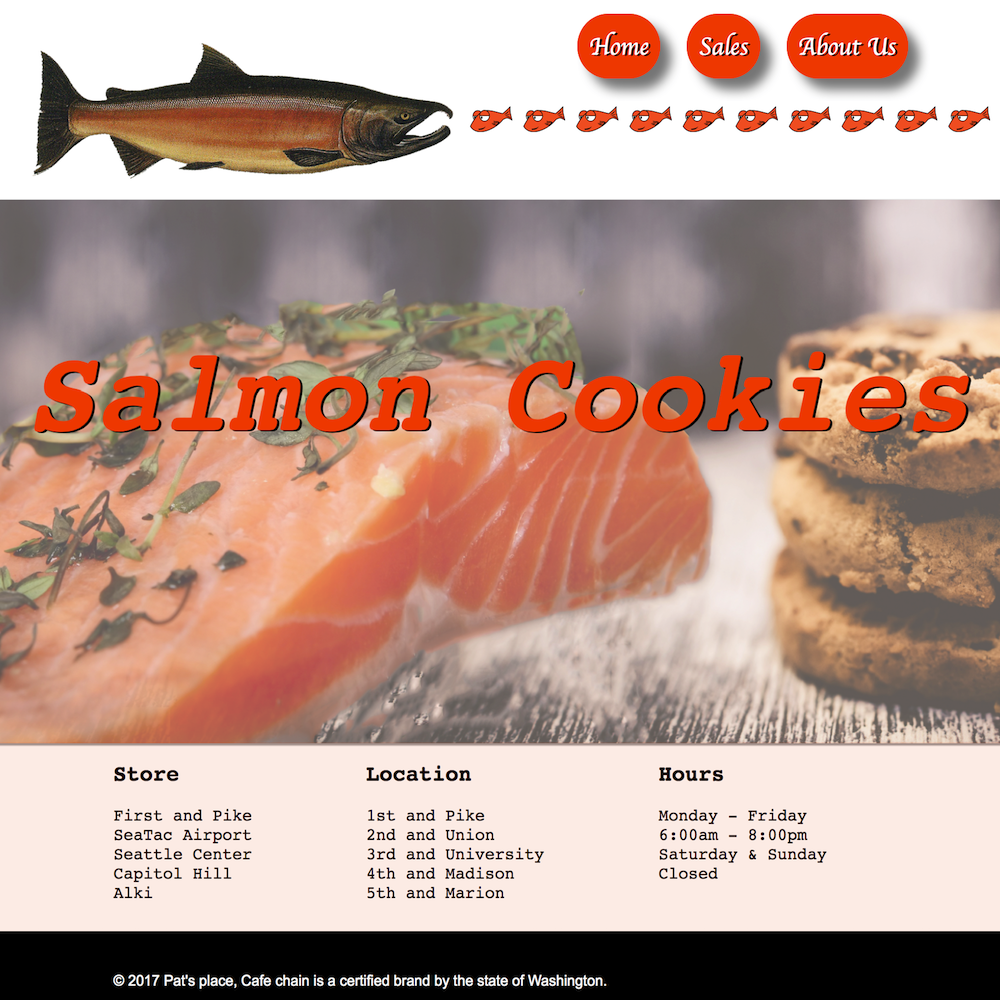 Home Sales About Us
Salmon Cookies
Store Location Hours
First and Pike 1st and Pike Monday - Friday
SeaTac Airport 2nd and Union 6:00am - 8:00pm
Seattle Center 3rd and University Saturday & Sunday
Capitol Hill 4th and Madison Closed
Alki 5th and Marion
© 2017 Pat's place, Cafe chain is a certified brand by the state of Washington.